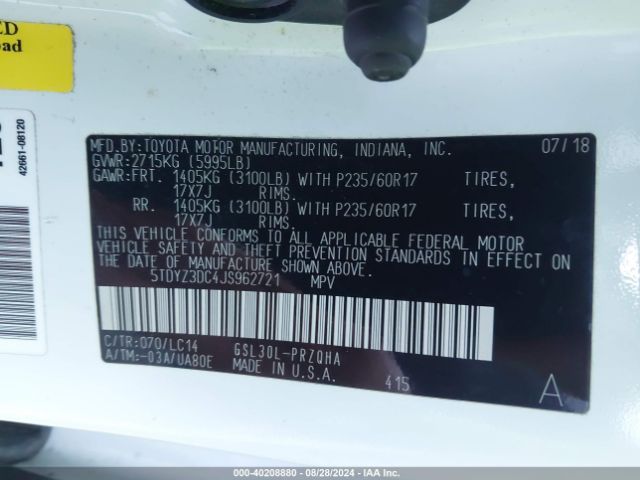 ED
oad
42661-08120
MFD.BY:TOYOTA MOTOR MANUFACTURING, INDIANA, INC. 07/18
GVWR:2715KG (5995LB)
GAWR:FRT. 1405KG (3100LB) WITH P235/60R17 TIRES,
17X7J RIMS.
RR. 1405KG (3100LB) WITH P235/60R17 TIRES,
17X7J RIMS.
THIS VEHICLE CONFORMS TO ALL APPLICABLE FEDERAL MOTOR
VEHICLE SAFETY AND THEFT PREVENTION STANDARDS IN EFFECT ON
THE DATE OF MANUFACTURE SHOWN ABOVE.
5TDYZ3DC4JS962721 MPV
C/TR:070/LC14 GSL30L-PRZQHA
A/TM:-03A/UA80E MADE IN U.S.A. 415 A
000-40208880 - 08/28/2024 - IAA Inc.